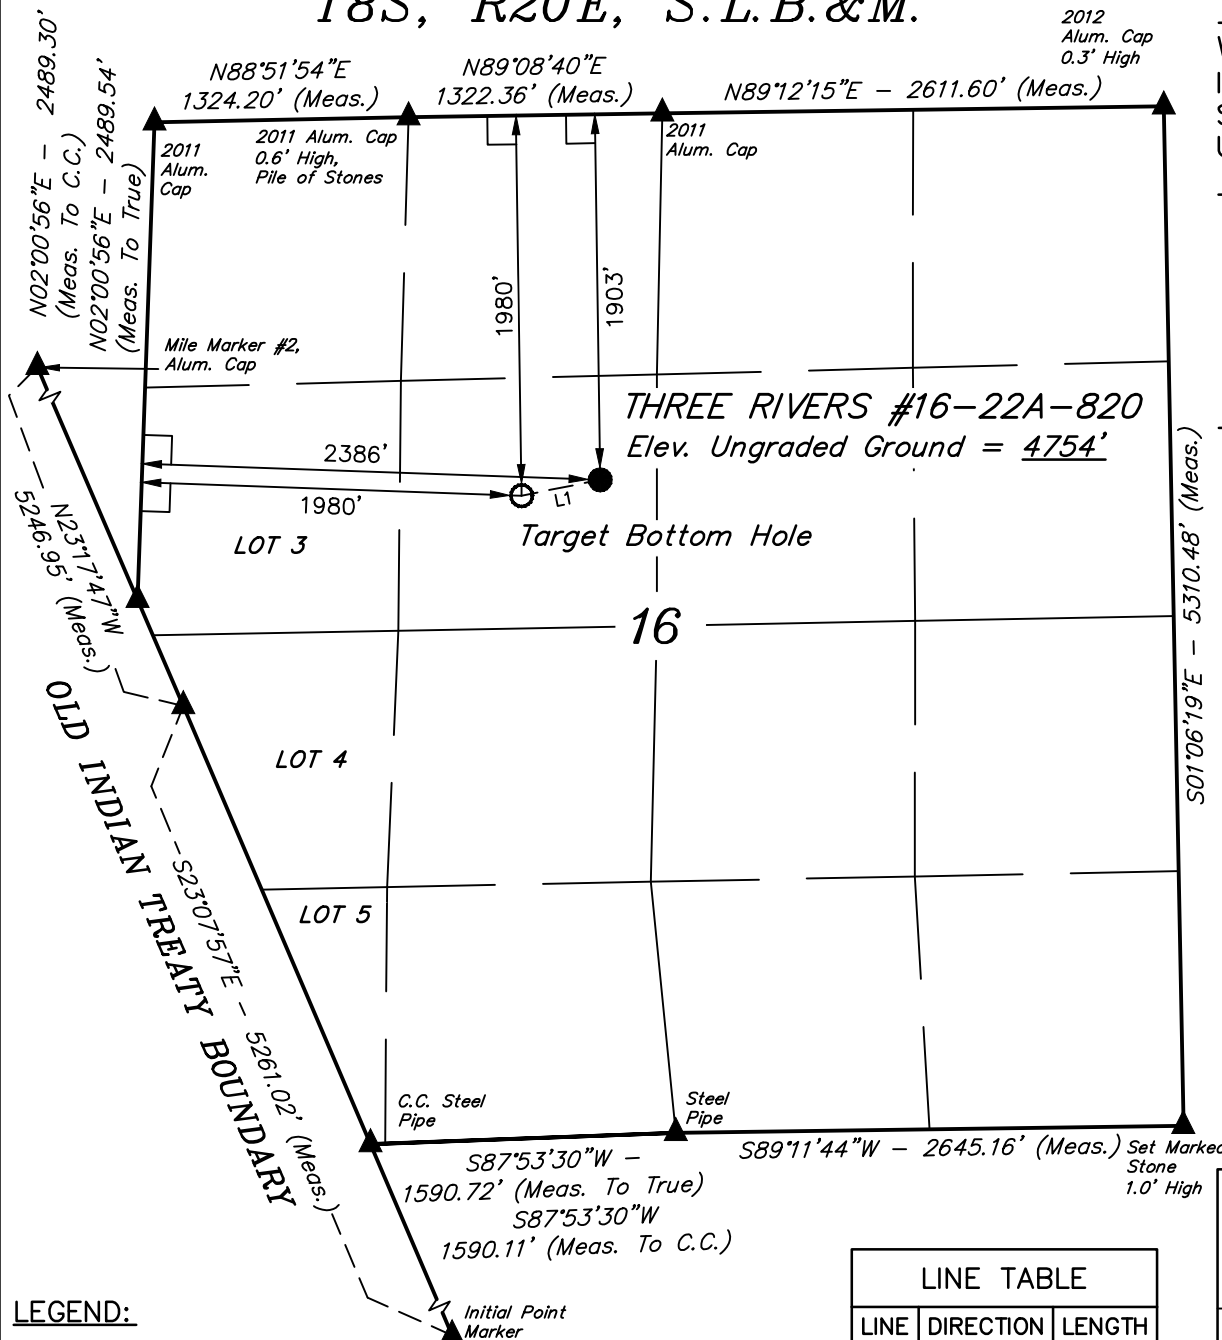 T8S, R20E, S.L.B.&M.
2012
Alum. Cap
0.3' High
N88°51'54"E
1324.20' (Meas.)
N89°08'40"E
1322.36' (Meas.)
N89°12'15"E - 2611.60' (Meas.)
N02°00'56"E - 2489.30'
(Meas. To C.C.)
N02°00'56"E - 2489.54'
(Meas. To True)
2011
Alum.
Cap
2011 Alum. Cap
0.6' High,
Pile of Stones
2011
Alum. Cap
1980'
1903'
Mile Marker #2,
Alum. Cap
THREE RIVERS #16-22A-820
Elev. Ungraded Ground = 4754'
2386'
1980'
L1
Target Bottom Hole
LOT 3
N23°17'47"W
5246.95' (Meas.)
16
S01°06'19"E - 5310.48' (Meas.)
LOT 4
OLD INDIAN TREATY BOUNDARY
S23°07'57"E - 5261.02' (Meas.)
LOT 5
C.C. Steel
Pipe
Steel
Pipe
S87°53'30"W -
1590.72' (Meas. To True)
S87°53'30"W
1590.11' (Meas. To C.C.)
S89°11'44"W - 2645.16' (Meas.)
Set Marked
Stone
1.0' High
LINE TABLE
LINE DIRECTION LENGTH
LEGEND:
Initial Point
Marker